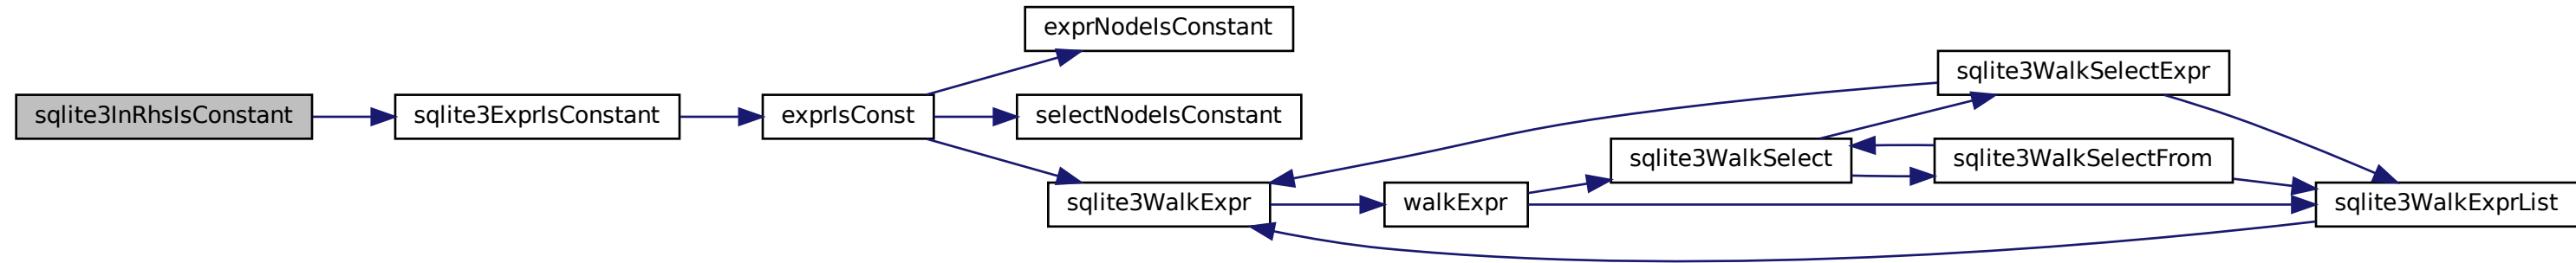 sqlite3InRhsIsConstant
sqlite3ExprIsConstant
exprIsConst
exprNodeIsConstant
selectNodeIsConstant
sqlite3WalkExpr
walkExpr
sqlite3WalkSelect
sqlite3WalkSelectExpr
sqlite3WalkSelectFrom
sqlite3WalkExprList